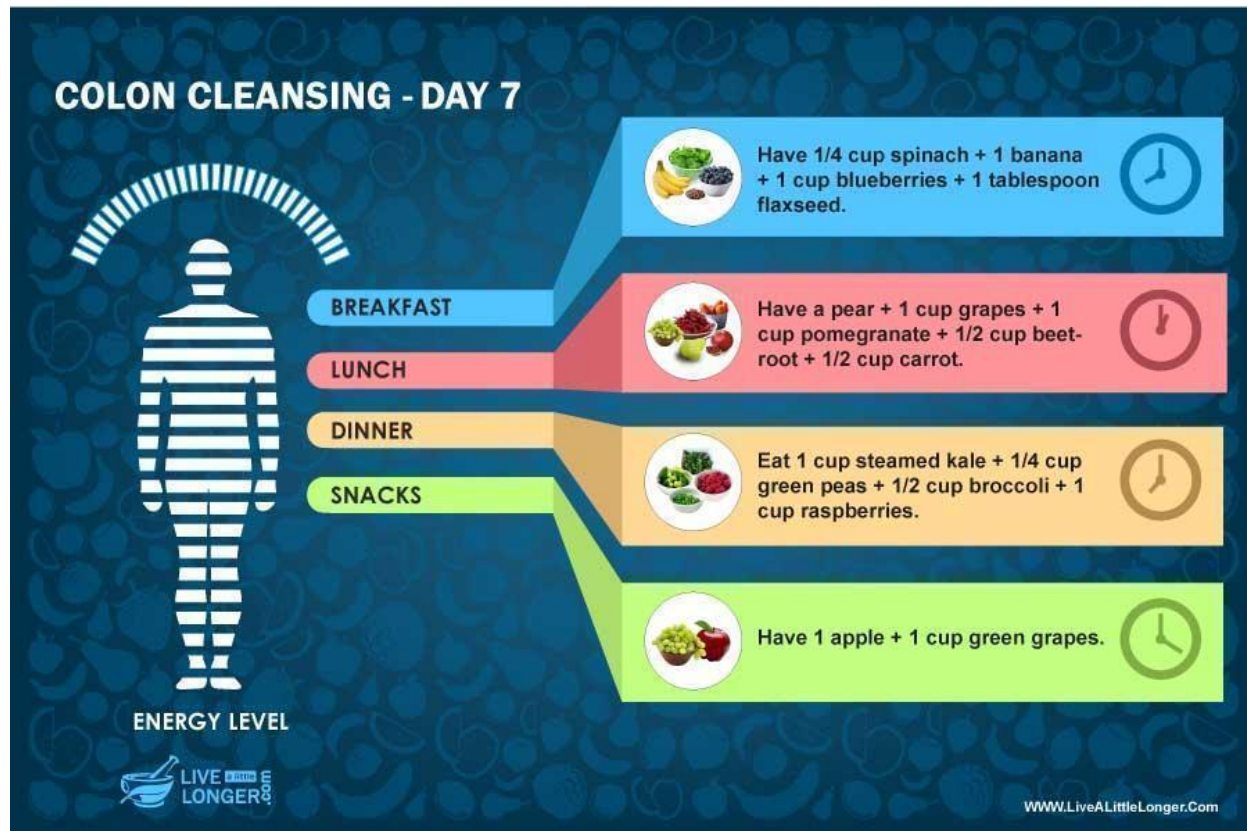 COLON CLEANSING - DAY 7
BREAKFAST
Have 1/4 cup spinach + 1 banana
+ 1 cup blueberries + 1 tablespoon
flaxseed.
LUNCH
Have a pear + 1 cup grapes + 1
cup pomegranate + 1/2 cup beet-
root + 1/2 cup carrot.
DINNER
Eat 1 cup steamed kale + 1/4 cup
green peas + 1/2 cup broccoli + 1
cup raspberries.
SNACKS
Have 1 apple + 1 cup green grapes.
ENERGY LEVEL
LIVE a little
LONGER.com
WWW.LiveALittleLonger.Com